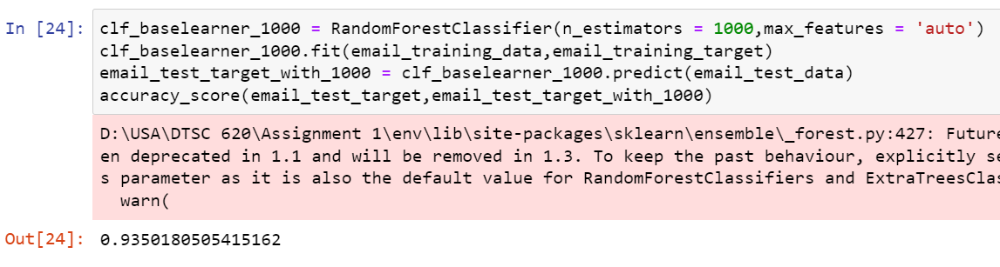 In [24]: clf_baselearner_1000 = RandomForestClassifier(n_estimators = 1000,max_features = 'auto')
clf_baselearner_1000.fit(email_training_data,email_training_target)
email_test_target_with_1000 = clf_baselearner_1000.predict(email_test_data)
accuracy_score(email_test_target,email_test_target_with_1000)
D:\USA\DTSC 620\Assignment 1\env\lib\site-packages\sklearn\ensemble\_forest.py:427: Future
en deprecated in 1.1 and will be removed in 1.3. To keep the past behaviour, explicitly se
s parameter as it is also the default value for RandomForestClassifiers and ExtraTreesClas
warn(
Out[24]: 0.9350180505415162